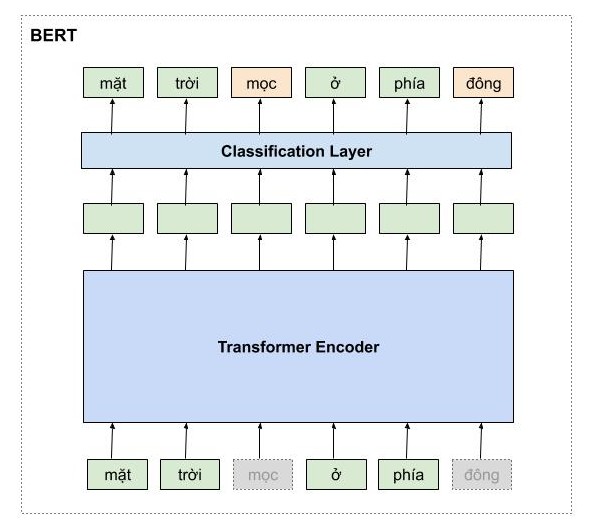 BERT
mặt trời mọc ở phía đông
Classification Layer
Transformer Encoder
mặt trời mọc ở phía đông